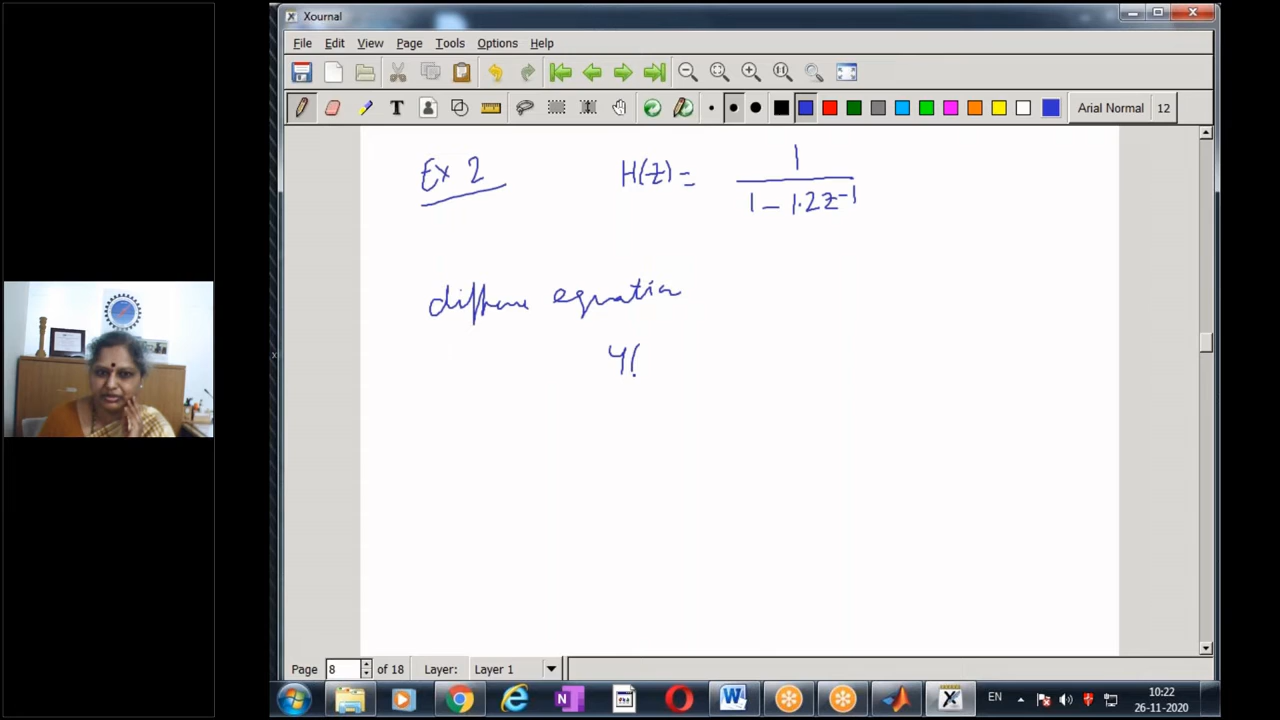 Xournal
File Edit View Page Tools Options Help
Arial Normal 12
Ex 2 H(z) = 1
1 - 1.2z-1
equation
Y(
Page 8 of 18 Layer: Layer 1
EN 10:22
26-11-2020